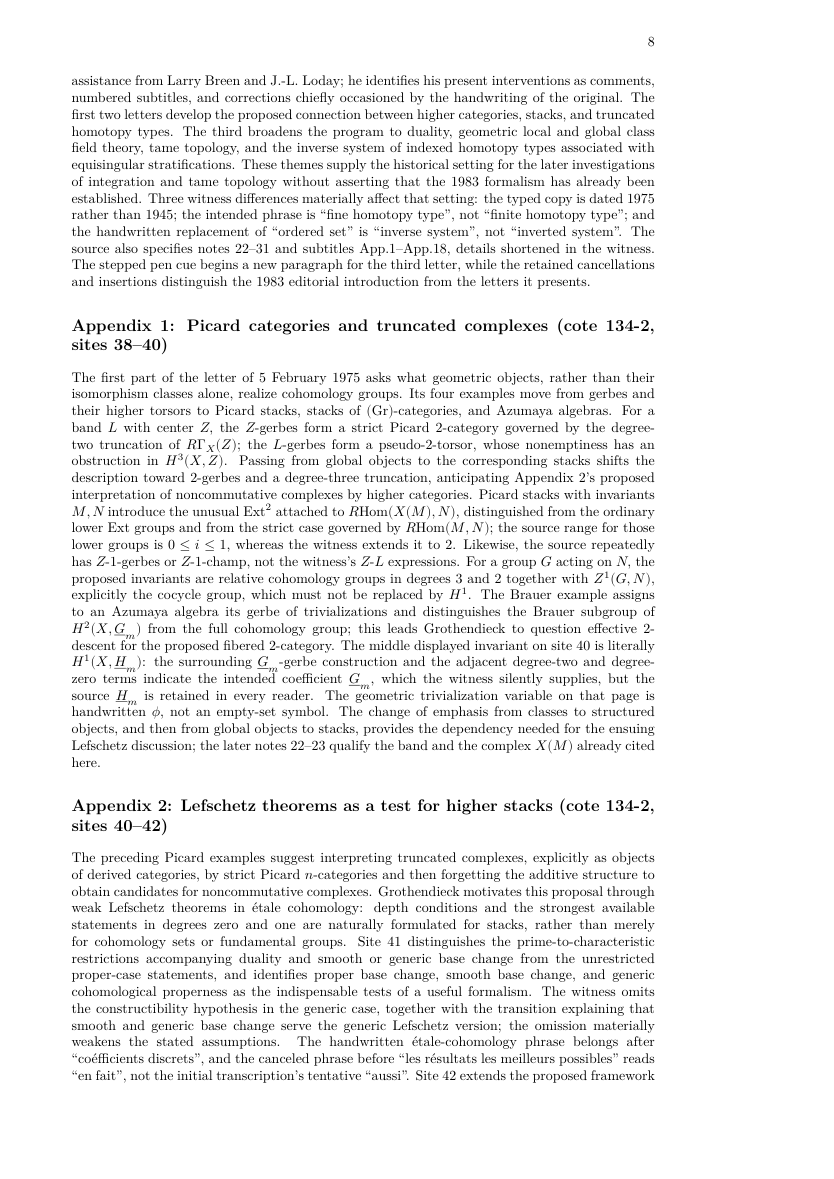 8
assistance from Larry Breen and J.-L. Loday; he identifies his present interventions as comments,
numbered subtitles, and corrections chiefly occasioned by the handwriting of the original. The
first two letters develop the proposed connection between higher categories, stacks, and truncated
homotopy types. The third broadens the program to duality, geometric local and global class
field theory, tame topology, and the inverse system of indexed homotopy types associated with
equisingular stratifications. These themes supply the historical setting for the later investigations
of integration and tame topology without asserting that the 1983 formalism has already been
established. Three witness differences materially affect that setting: the typed copy is dated 1975
rather than 1945; the intended phrase is “fine homotopy type”, not “finite homotopy type”; and
the handwritten replacement of “ordered set” is “inverse system”, not “inverted system”. The
source also specifies notes 22–31 and subtitles App.1–App.18, details shortened in the witness.
The stepped pen cue begins a new paragraph for the third letter, while the retained cancellations
and insertions distinguish the 1983 editorial introduction from the letters it presents.
Appendix 1: Picard categories and truncated complexes (cote 134-2,
sites 38–40)
The first part of the letter of 5 February 1975 asks what geometric objects, rather than their
isomorphism classes alone, realize cohomology groups. Its four examples move from gerbes and
their higher torsors to Picard stacks, stacks of (Gr)-categories, and Azumaya algebras. For a
band L with center Z, the Z-gerbes form a strict Picard 2-category governed by the degree-
two truncation of RΓ_X(Z); the L-gerbes form a pseudo-2-torsor, whose nonemptiness has an
obstruction in H³(X, Z). Passing from global objects to the corresponding stacks shifts the
description toward 2-gerbes and a degree-three truncation, anticipating Appendix 2’s proposed
interpretation of noncommutative complexes by higher categories. Picard stacks with invariants
M, N introduce the unusual Ext² attached to RHom(X(M), N), distinguished from the ordinary
lower Ext groups and from the strict case governed by RHom(M, N); the source range for those
lower groups is 0 ≤ i ≤ 1, whereas the witness extends it to 2. Likewise, the source repeatedly
has Z-1-gerbes or Z-1-champ, not the witness’s Z-L expressions. For a group G acting on N, the
proposed invariants are relative cohomology groups in degrees 3 and 2 together with Z¹(G, N),
explicitly the cocycle group, which must not be replaced by H¹. The Brauer example assigns
to an Azumaya algebra its gerbe of trivializations and distinguishes the Brauer subgroup of
H²(X, G_m) from the full cohomology group; this leads Grothendieck to question effective 2-
descent for the proposed fibered 2-category. The middle displayed invariant on site 40 is literally
H¹(X, H_m): the surrounding G_m-gerbe construction and the adjacent degree-two and degree-
zero terms indicate the intended coefficient G_m, which the witness silently supplies, but the
source H_m is retained in every reader. The geometric trivialization variable on that page is
handwritten ϕ, not an empty-set symbol. The change of emphasis from classes to structured
objects, and then from global objects to stacks, provides the dependency needed for the ensuing
Lefschetz discussion; the later notes 22–23 qualify the band and the complex X(M) already cited
here.
Appendix 2: Lefschetz theorems as a test for higher stacks (cote 134-2,
sites 40–42)
The preceding Picard examples suggest interpreting truncated complexes, explicitly as objects
of derived categories, by strict Picard n-categories and then forgetting the additive structure to
obtain candidates for noncommutative complexes. Grothendieck motivates this proposal through
weak Lefschetz theorems in étale cohomology: depth conditions and the strongest available
statements in degrees zero and one are naturally formulated for stacks, rather than merely
for cohomology sets or fundamental groups. Site 41 distinguishes the prime-to-characteristic
restrictions accompanying duality and smooth or generic base change from the unrestricted
proper-case statements, and identifies proper base change, smooth base change, and generic
cohomological properness as the indispensable tests of a useful formalism. The witness omits
the constructibility hypothesis in the generic case, together with the transition explaining that
smooth and generic base change serve the generic Lefschetz version; the omission materially
weakens the stated assumptions. The handwritten étale-cohomology phrase belongs after
“coéfficients discrets”, and the canceled phrase before “les résultats les meilleurs possibles” reads
“en fait”, not the initial transcription’s tentative “aussi”. Site 42 extends the proposed framework